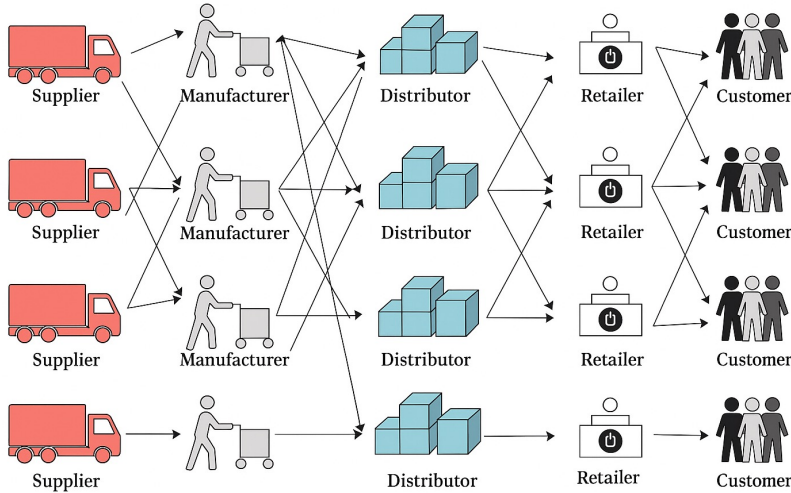 Supplier
Manufacturer
Distributor
Retailer
Customer
Supplier
Manufacturer
Distributor
Retailer
Customer
Supplier
Manufacturer
Distributor
Retailer
Customer
Supplier
Distributor
Retailer
Customer